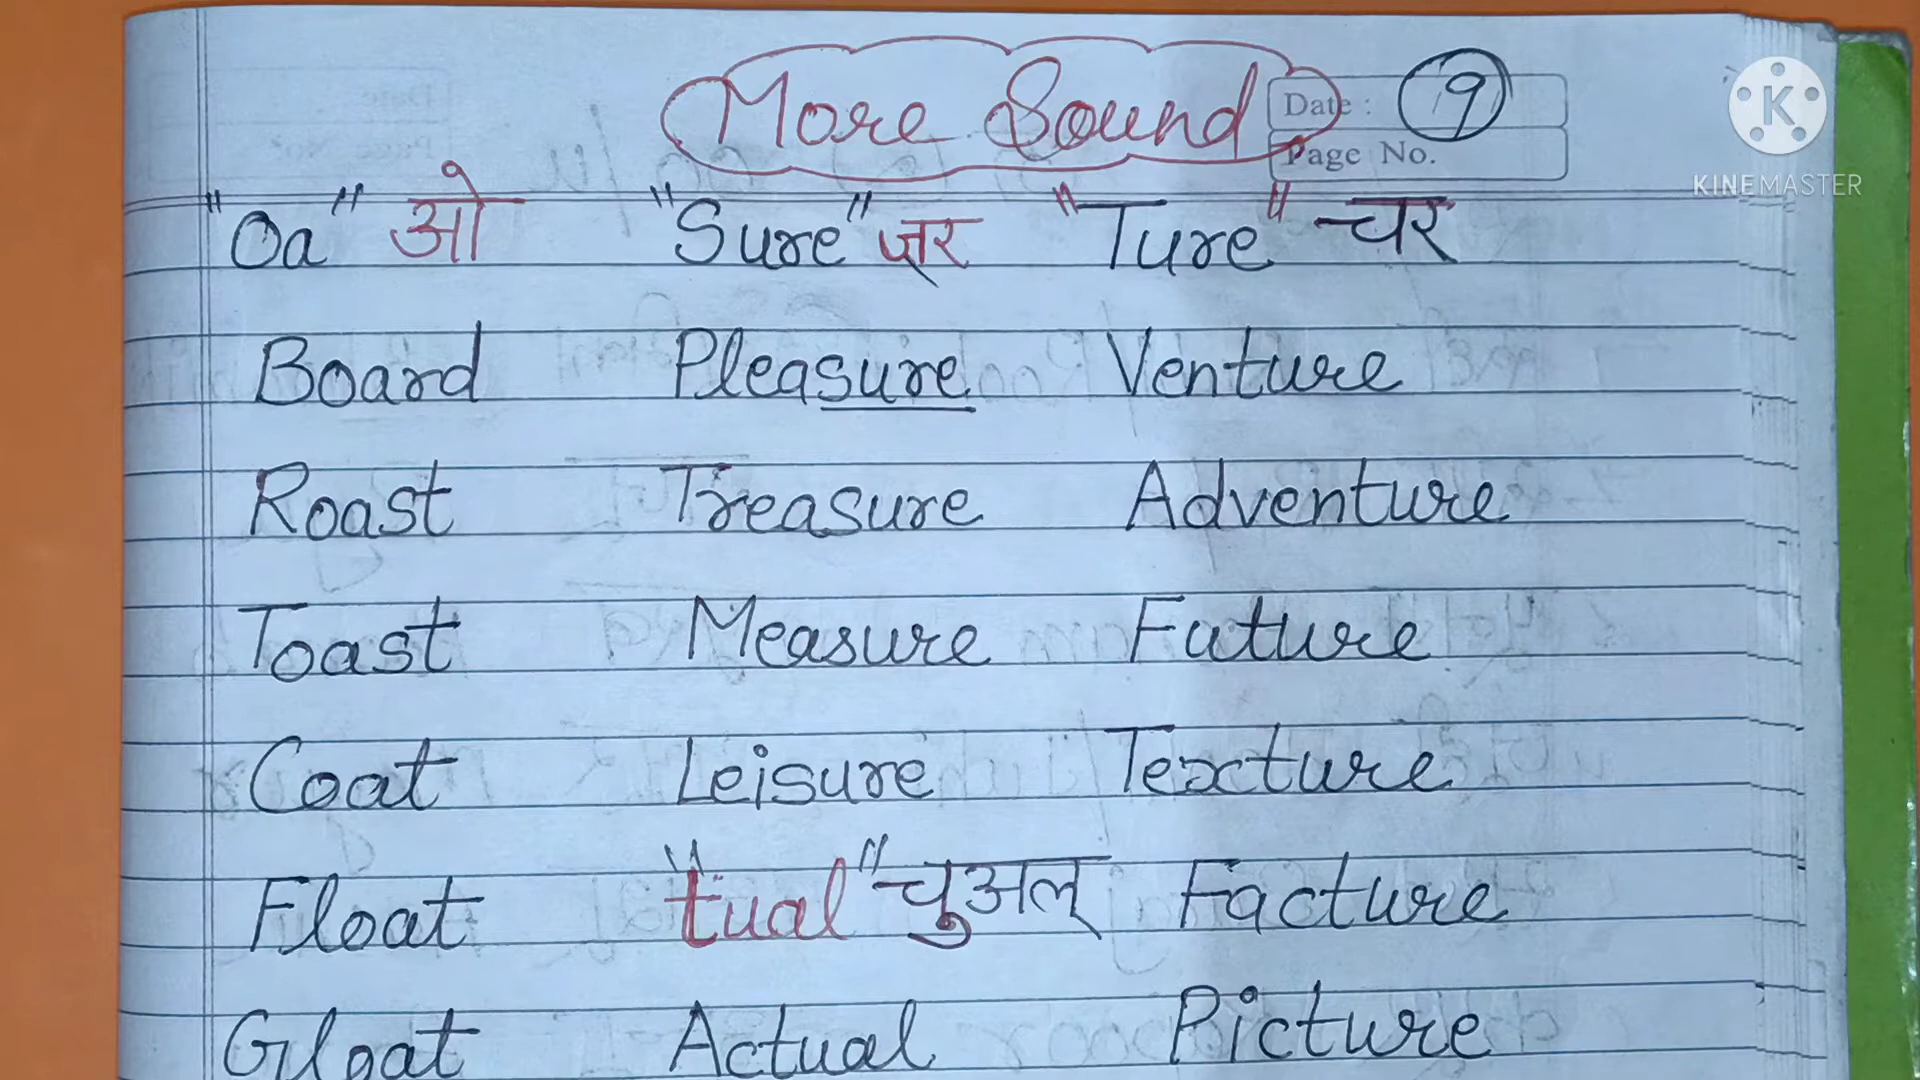 More Sound
Date : 9
Page No.
KINEMASTER
"Oa" ओ "Sure" ज़र "Ture" चर
Board Pleasure Venture
Roast Treasure Adventure
Toast Measure Future
Coat Leisure Texture
Float "tual" चुअल् Facture
Gloat Actual Picture